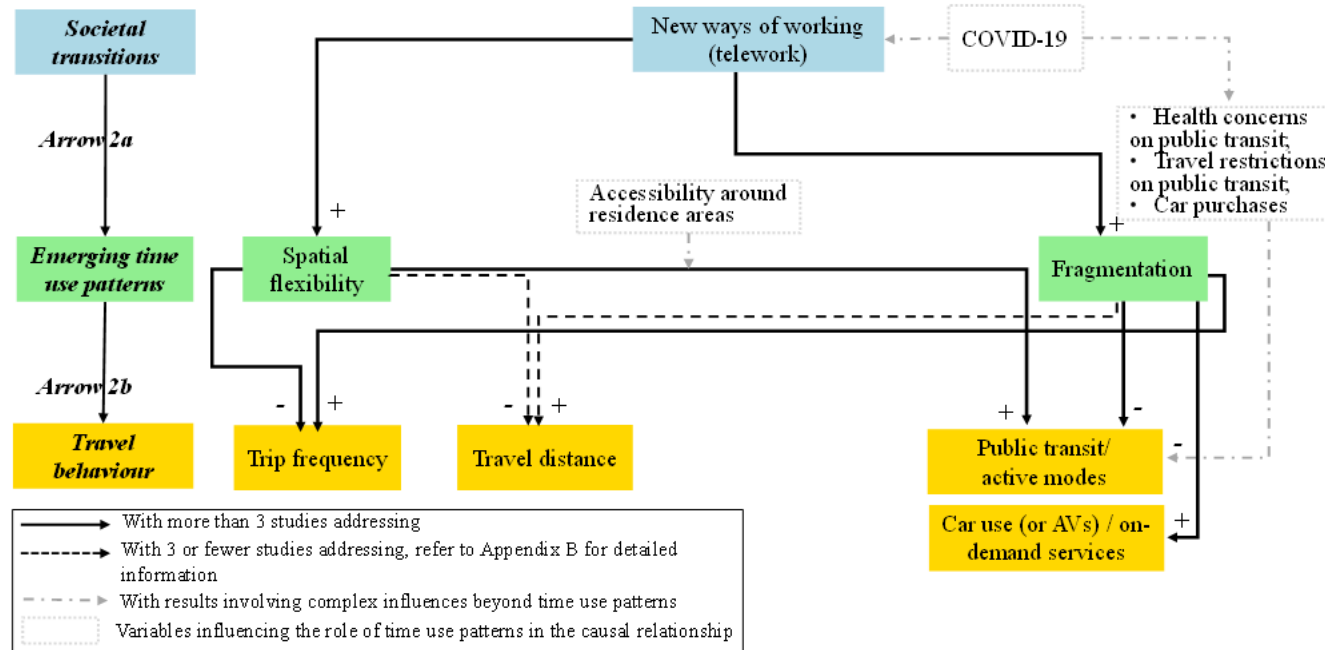 Societal
transitions
New ways of working
(telework)
COVID-19
Arrow 2a
• Health concerns
on public transit;
• Travel restrictions
on public transit;
• Car purchases
Accessibility around
residence areas
+
+
Emerging time
use patterns
Spatial
flexibility
Fragmentation
Arrow 2b
-
+
-
+
+
-
-
Travel
behaviour
Trip frequency
Travel distance
Public transit/
active modes
Car use (or AVs) / on-
demand services
+
With more than 3 studies addressing
With 3 or fewer studies addressing, refer to Appendix B for detailed
information
With results involving complex influences beyond time use patterns
Variables influencing the role of time use patterns in the causal relationship